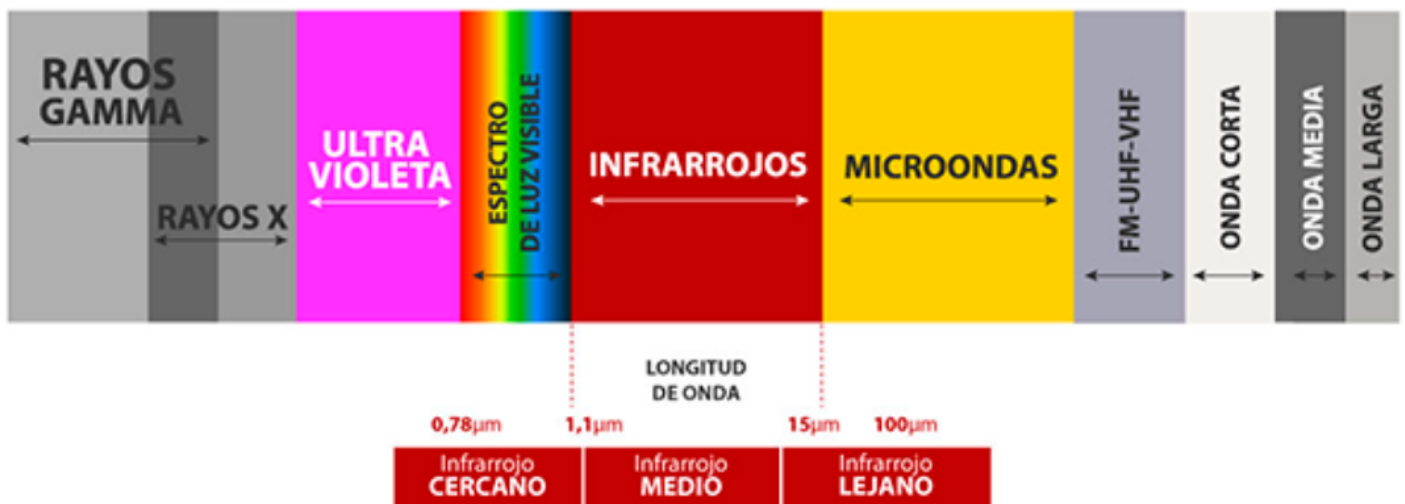 RAYOS
GAMMA
RAYOS X
ULTRA
VIOLETA
ESPECTRO
DE LUZ VISIBLE
INFRARROJOS
MICROONDAS
FM-UHF-VHF
ONDA CORTA
ONDA MEDIA
ONDA LARGA
LONGITUD
DE ONDA
0,78µm
1,1µm
15µm
100µm
Infrarrojo
CERCANO
Infrarrojo
MEDIO
Infrarrojo
LEJANO